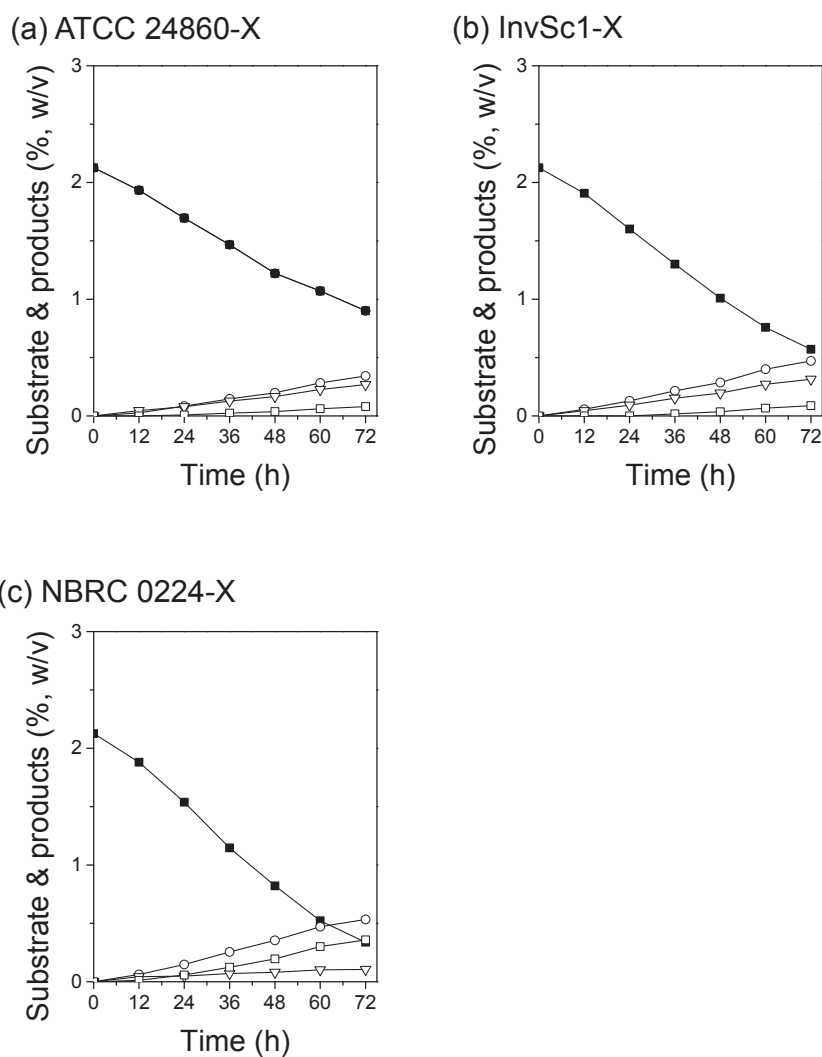 (a) ATCC 24860-X
Substrate & products (%, w/v)
3
2
1
0
0 12 24 36 48 60 72
Time (h)
(b) InvSc1-X
Substrate & products (%, w/v)
3
2
1
0
0 12 24 36 48 60 72
Time (h)
(c) NBRC 0224-X
Substrate & products (%, w/v)
3
2
1
0
0 12 24 36 48 60 72
Time (h)